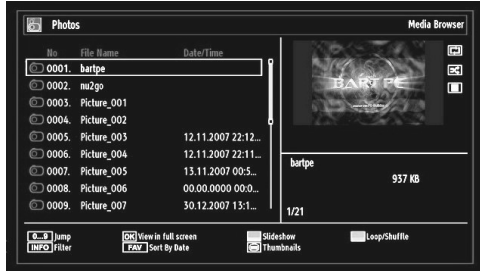 Photos Media Browser
No File Name Date/Time
0001. bartpe
0002. nu2go
0003. Picture_001
0004. Picture_002
0005. Picture_003 12.11.2007 22:12...
0006. Picture_004 12.11.2007 22:11...
0007. Picture_005 13.11.2007 00:5...
0008. Picture_006 00.00.0000 00:0...
0009. Picture_007 30.12.2007 13:1...
BART PE
bartpe
937 KB
1/21
0...9 Jump OK View in full screen Slideshow Loop/Shuffle
INFO Filter FAV Sort By Date Thumbnails